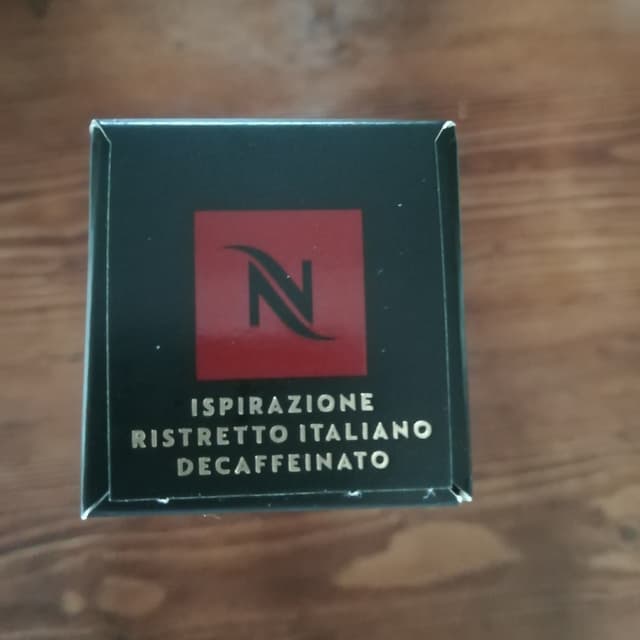 N
ISPIRAZIONE
RISTRETTO ITALIANO
DECAFFEINATO